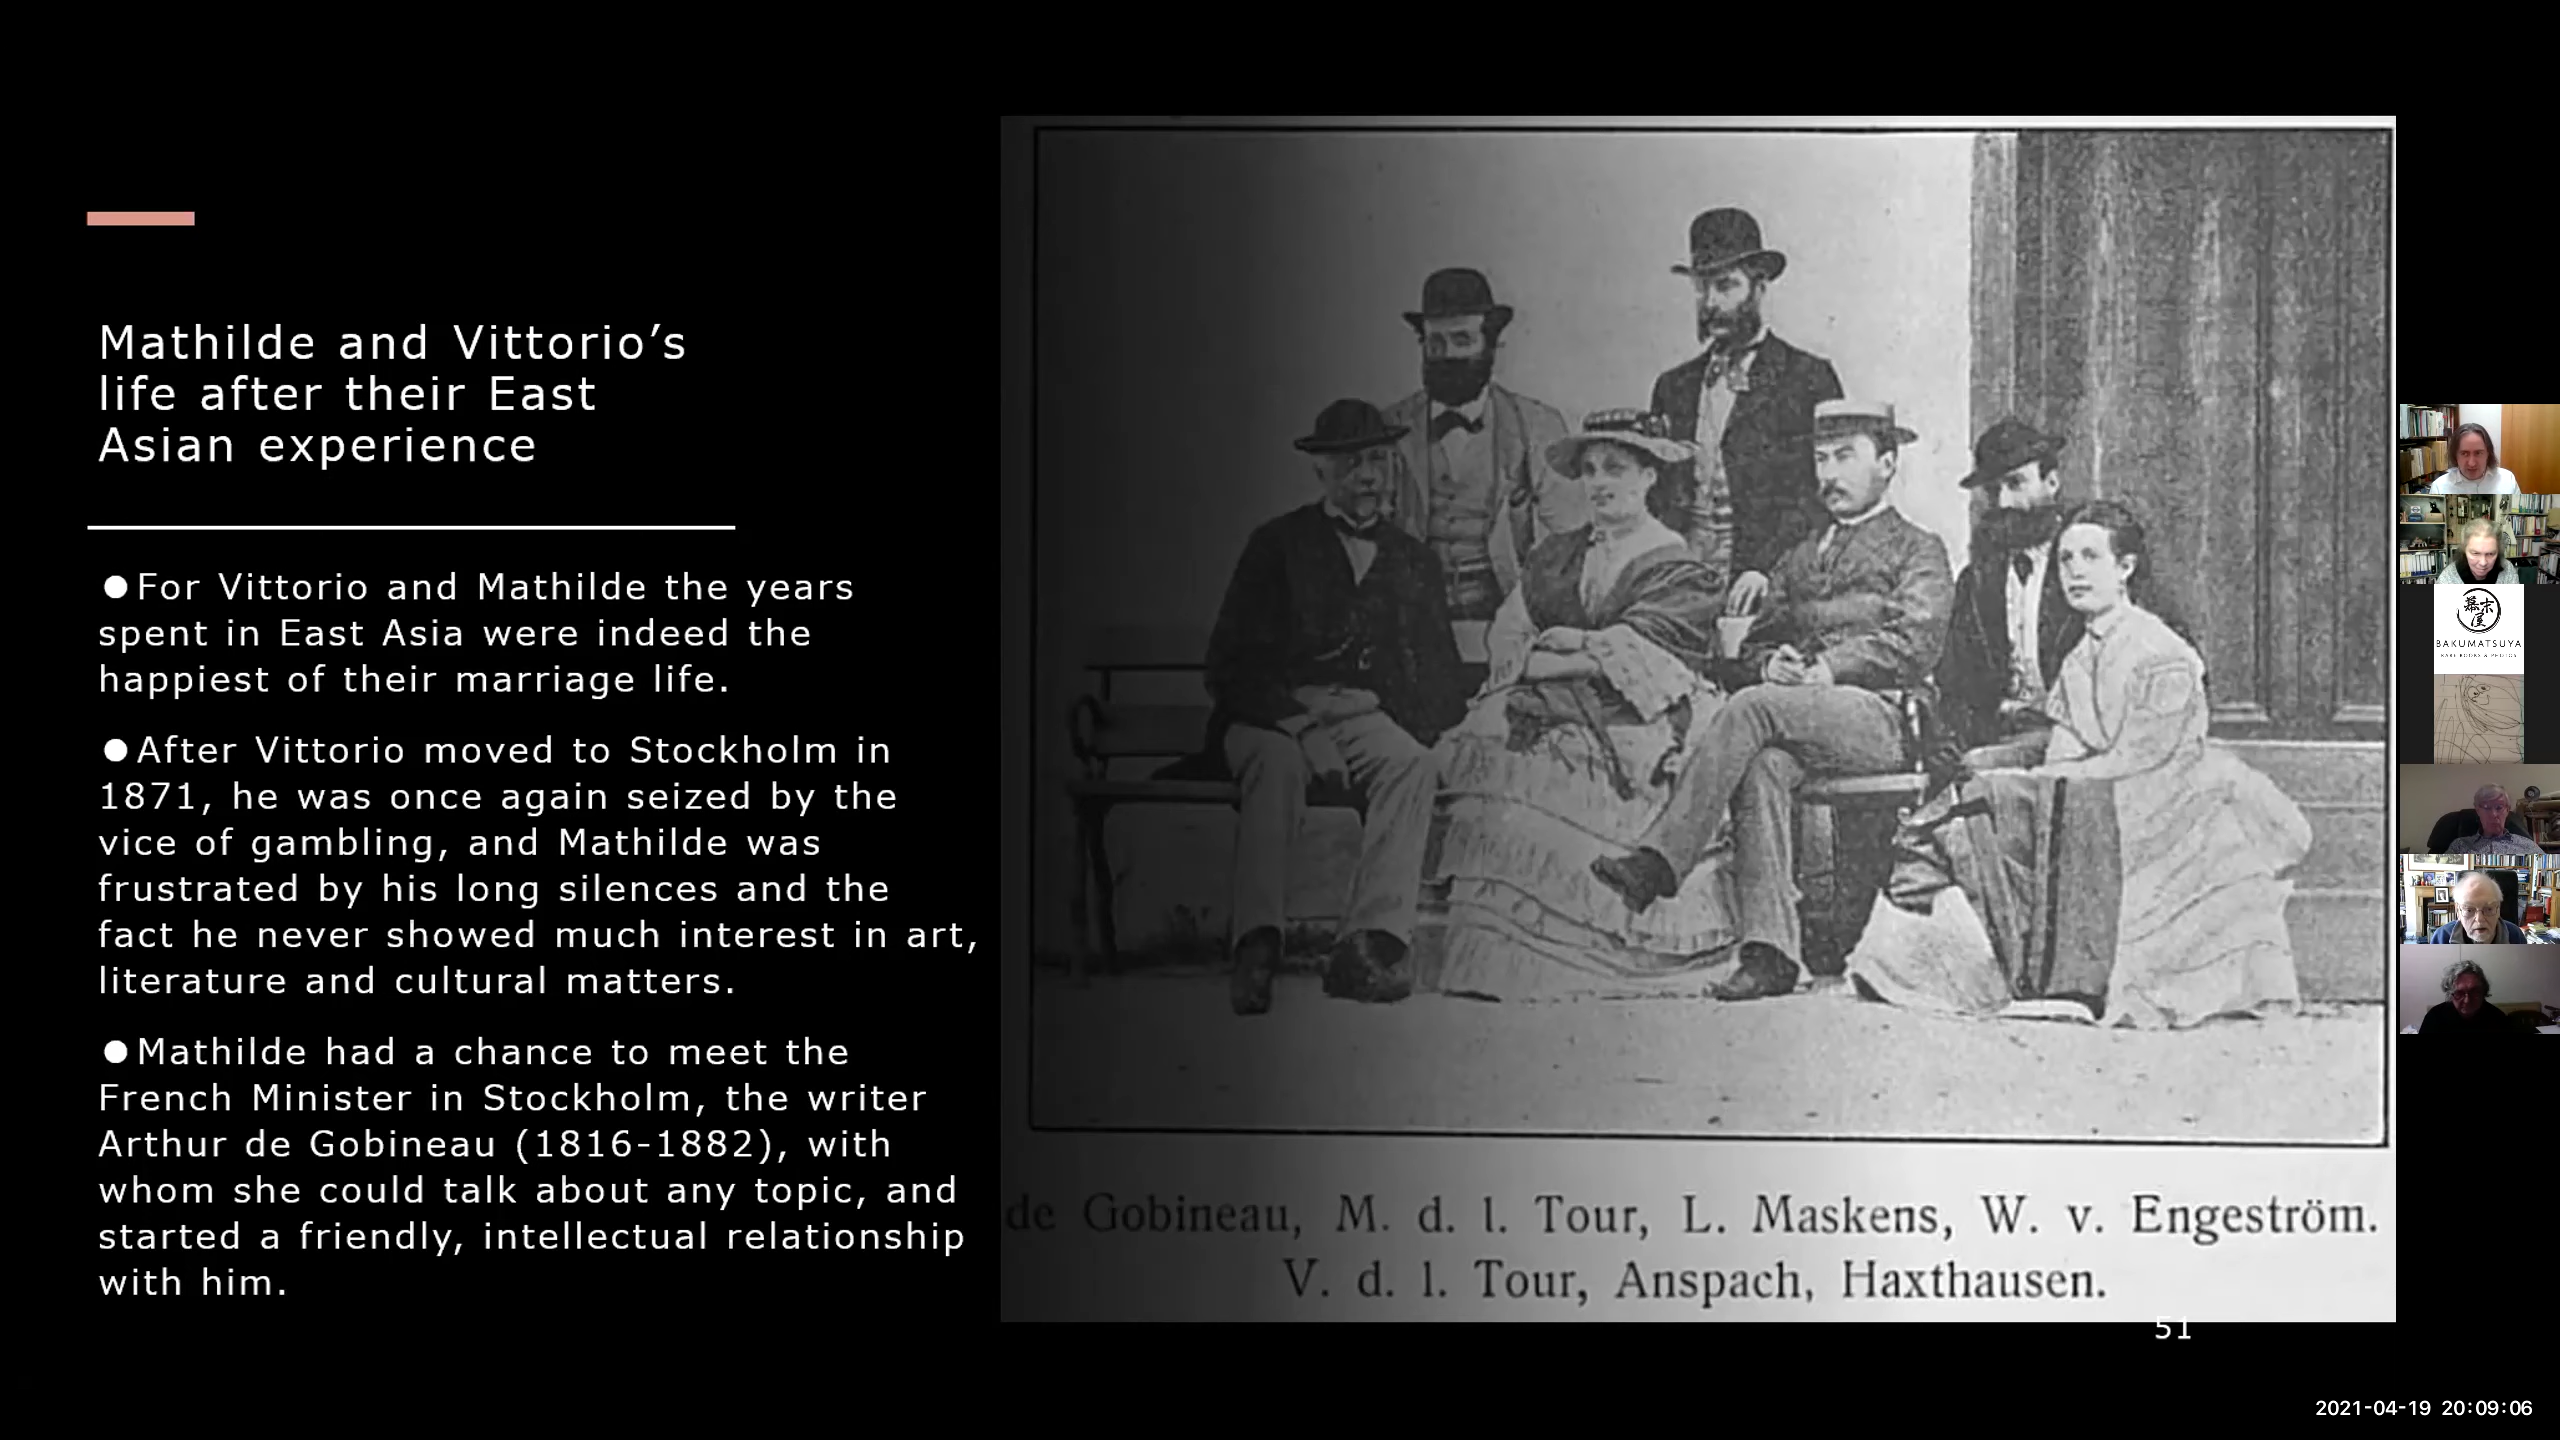 Mathilde and Vittorio’s
life after their East
Asian experience
●For Vittorio and Mathilde the years
spent in East Asia were indeed the
happiest of their marriage life.
●After Vittorio moved to Stockholm in
1871, he was once again seized by the
vice of gambling, and Mathilde was
frustrated by his long silences and the
fact he never showed much interest in art,
literature and cultural matters.
●Mathilde had a chance to meet the
French Minister in Stockholm, the writer
Arthur de Gobineau (1816-1882), with
whom she could talk about any topic, and
started a friendly, intellectual relationship
with him.
de Gobineau, M. d. l. Tour, L. Maskens, W. v. Engeström.
V. d. l. Tour, Anspach, Haxthausen.
51
幕末
屋
BAKUMATSUYA
RARE BOOKS & PHOTOS
2021-04-19 20:09:06